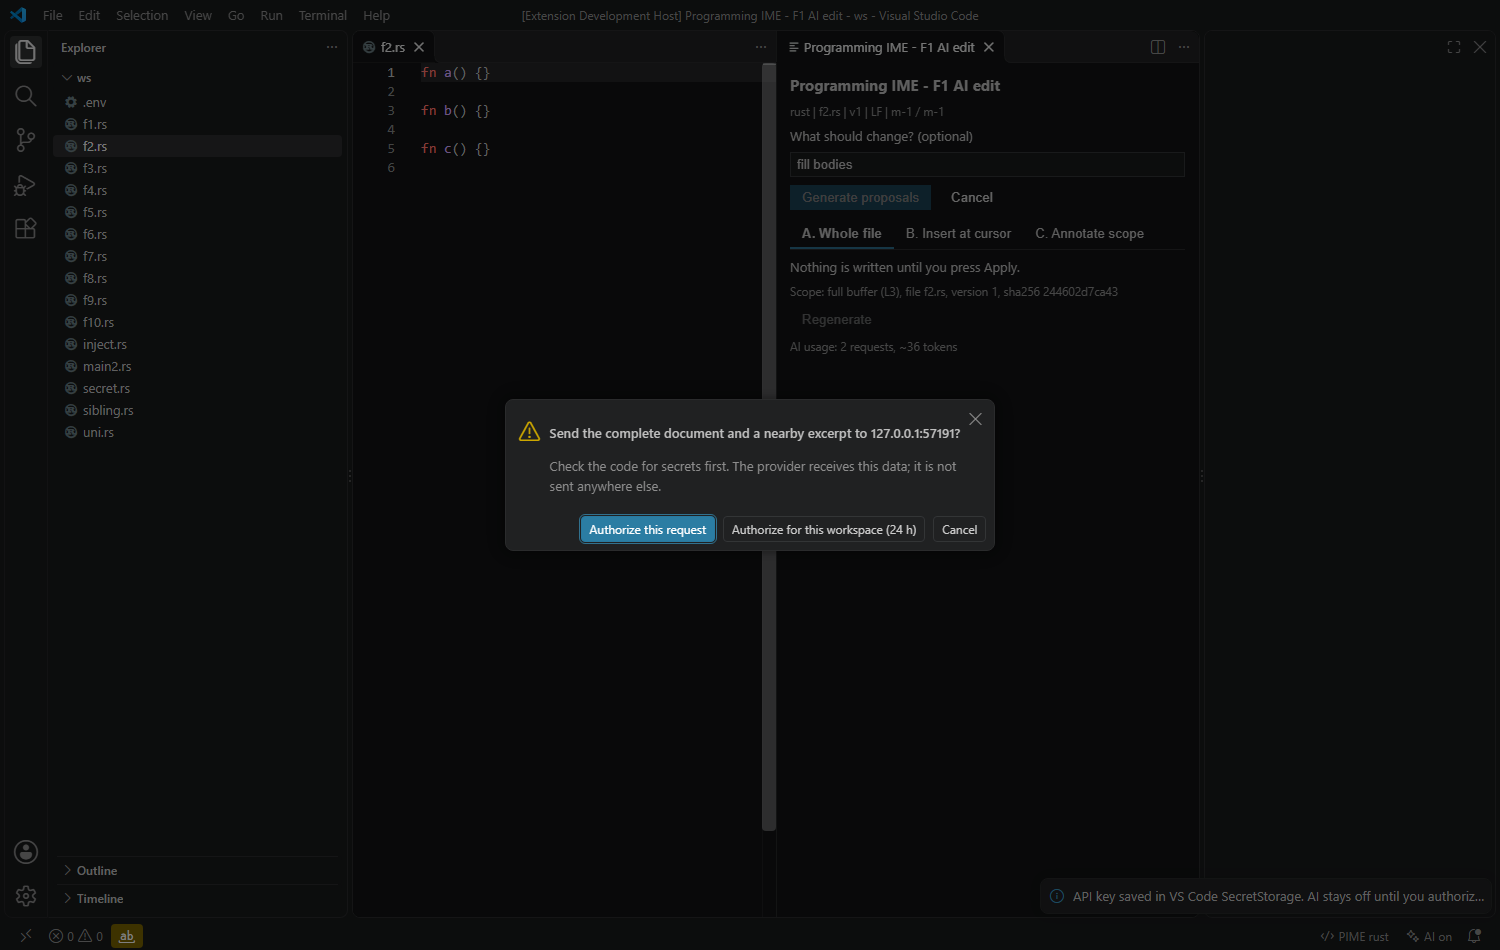 File Edit Selection View Go Run Terminal Help
[Extension Development Host] Programming IME - F1 AI edit - ws - Visual Studio Code
Explorer
ws
.env
f1.rs
f2.rs
f3.rs
f4.rs
f5.rs
f6.rs
f7.rs
f8.rs
f9.rs
f10.rs
inject.rs
main2.rs
secret.rs
sibling.rs
uni.rs
Outline
Timeline
f2.rs
1 fn a() {}
2
3 fn b() {}
4
5 fn c() {}
6
Programming IME - F1 AI edit
Programming IME - F1 AI edit
rust | f2.rs | v1 | LF | m-1 / m-1
What should change? (optional)
fill bodies
Generate proposals Cancel
A. Whole file B. Insert at cursor C. Annotate scope
Nothing is written until you press Apply.
Scope: full buffer (L3), file f2.rs, version 1, sha256 244602d7ca43
Regenerate
AI usage: 2 requests, ~36 tokens
Send the complete document and a nearby excerpt to 127.0.0.1:57191?
Check the code for secrets first. The provider receives this data; it is not
sent anywhere else.
Authorize this request Authorize for this workspace (24 h) Cancel
API key saved in VS Code SecretStorage. AI stays off until you authoriz...
0 0 ab
PIME rust AI on